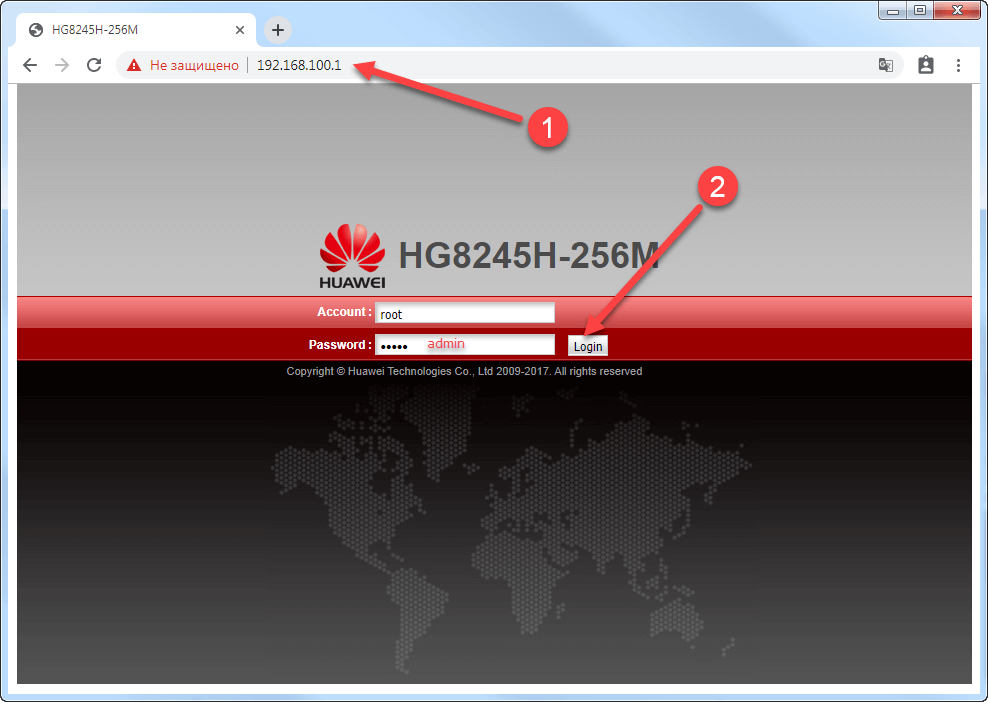 HG8245H-256M
Не защищено 192.168.100.1
1
2
HUAWEI HG8245H-256M
Account : root
Password : ••••• admin Login
Copyright © Huawei Technologies Co., Ltd 2009-2017. All rights reserved